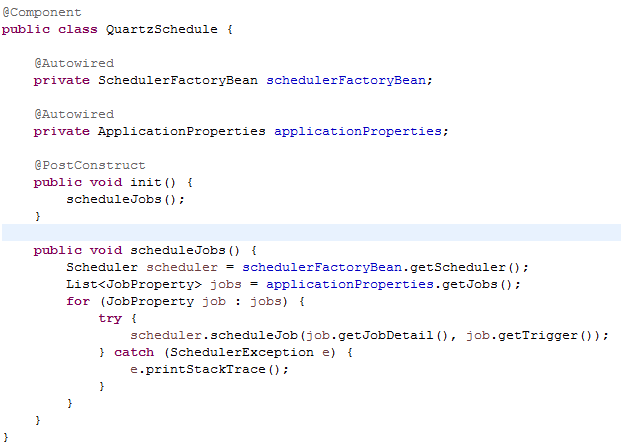 @Component
public class QuartzSchedule {
@Autowired
private SchedulerFactoryBean schedulerFactoryBean;
@Autowired
private ApplicationProperties applicationProperties;
@PostConstruct
public void init() {
scheduleJobs();
}
public void scheduleJobs() {
Scheduler scheduler = schedulerFactoryBean.getScheduler();
List<JobProperty> jobs = applicationProperties.getJobs();
for (JobProperty job : jobs) {
try {
scheduler.scheduleJob(job.getJobDetail(), job.getTrigger());
} catch (SchedulerException e) {
e.printStackTrace();
}
}
}
}